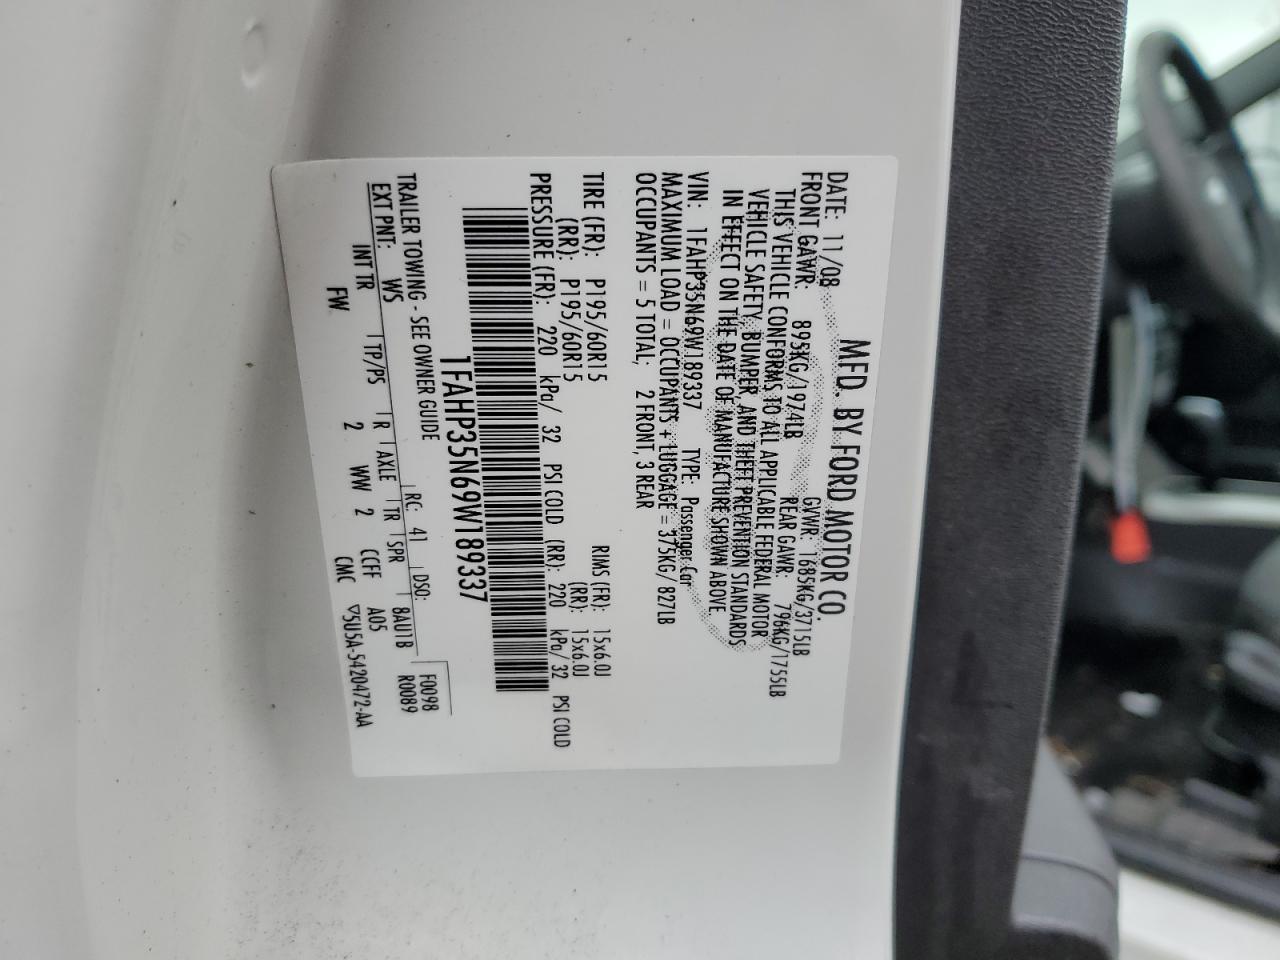 MFD. BY FORD MOTOR CO.
DATE: 11/08 GVWR: 1685KG/3715LB
FRONT GAWR: 895KG/1974LB REAR GAWR: 796KG/1755LB
THIS VEHICLE CONFORMS TO ALL APPLICABLE FEDERAL MOTOR
VEHICLE SAFETY, BUMPER, AND THEFT PREVENTION STANDARDS
IN EFFECT ON THE DATE OF MANUFACTURE SHOWN ABOVE.
VIN: 1FAHP35N69W189337 TYPE: Passenger Car
MAXIMUM LOAD = OCCUPANTS + LUGGAGE = 375KG/ 827LB
OCCUPANTS = 5 TOTAL; 2 FRONT, 3 REAR
TIRE (FR): P195/60R15 RIMS (FR): 15x6.0J
(RR): P195/60R15 (RR): 15x6.0J
PRESSURE (FR): 220 kPa/ 32 PSI COLD (RR): 220 kPa/ 32 PSI COLD
1FAHP35N69W189337
TRAILER TOWING - SEE OWNER GUIDE
F0098
EXT PNT: WS RC: 41 DSO: R0089
INT TR TP/PS R AXLE TR SPR 8AU1B
FW 2 WW 2 CCFF A05
CMC ▽5U5A-5420472-AA